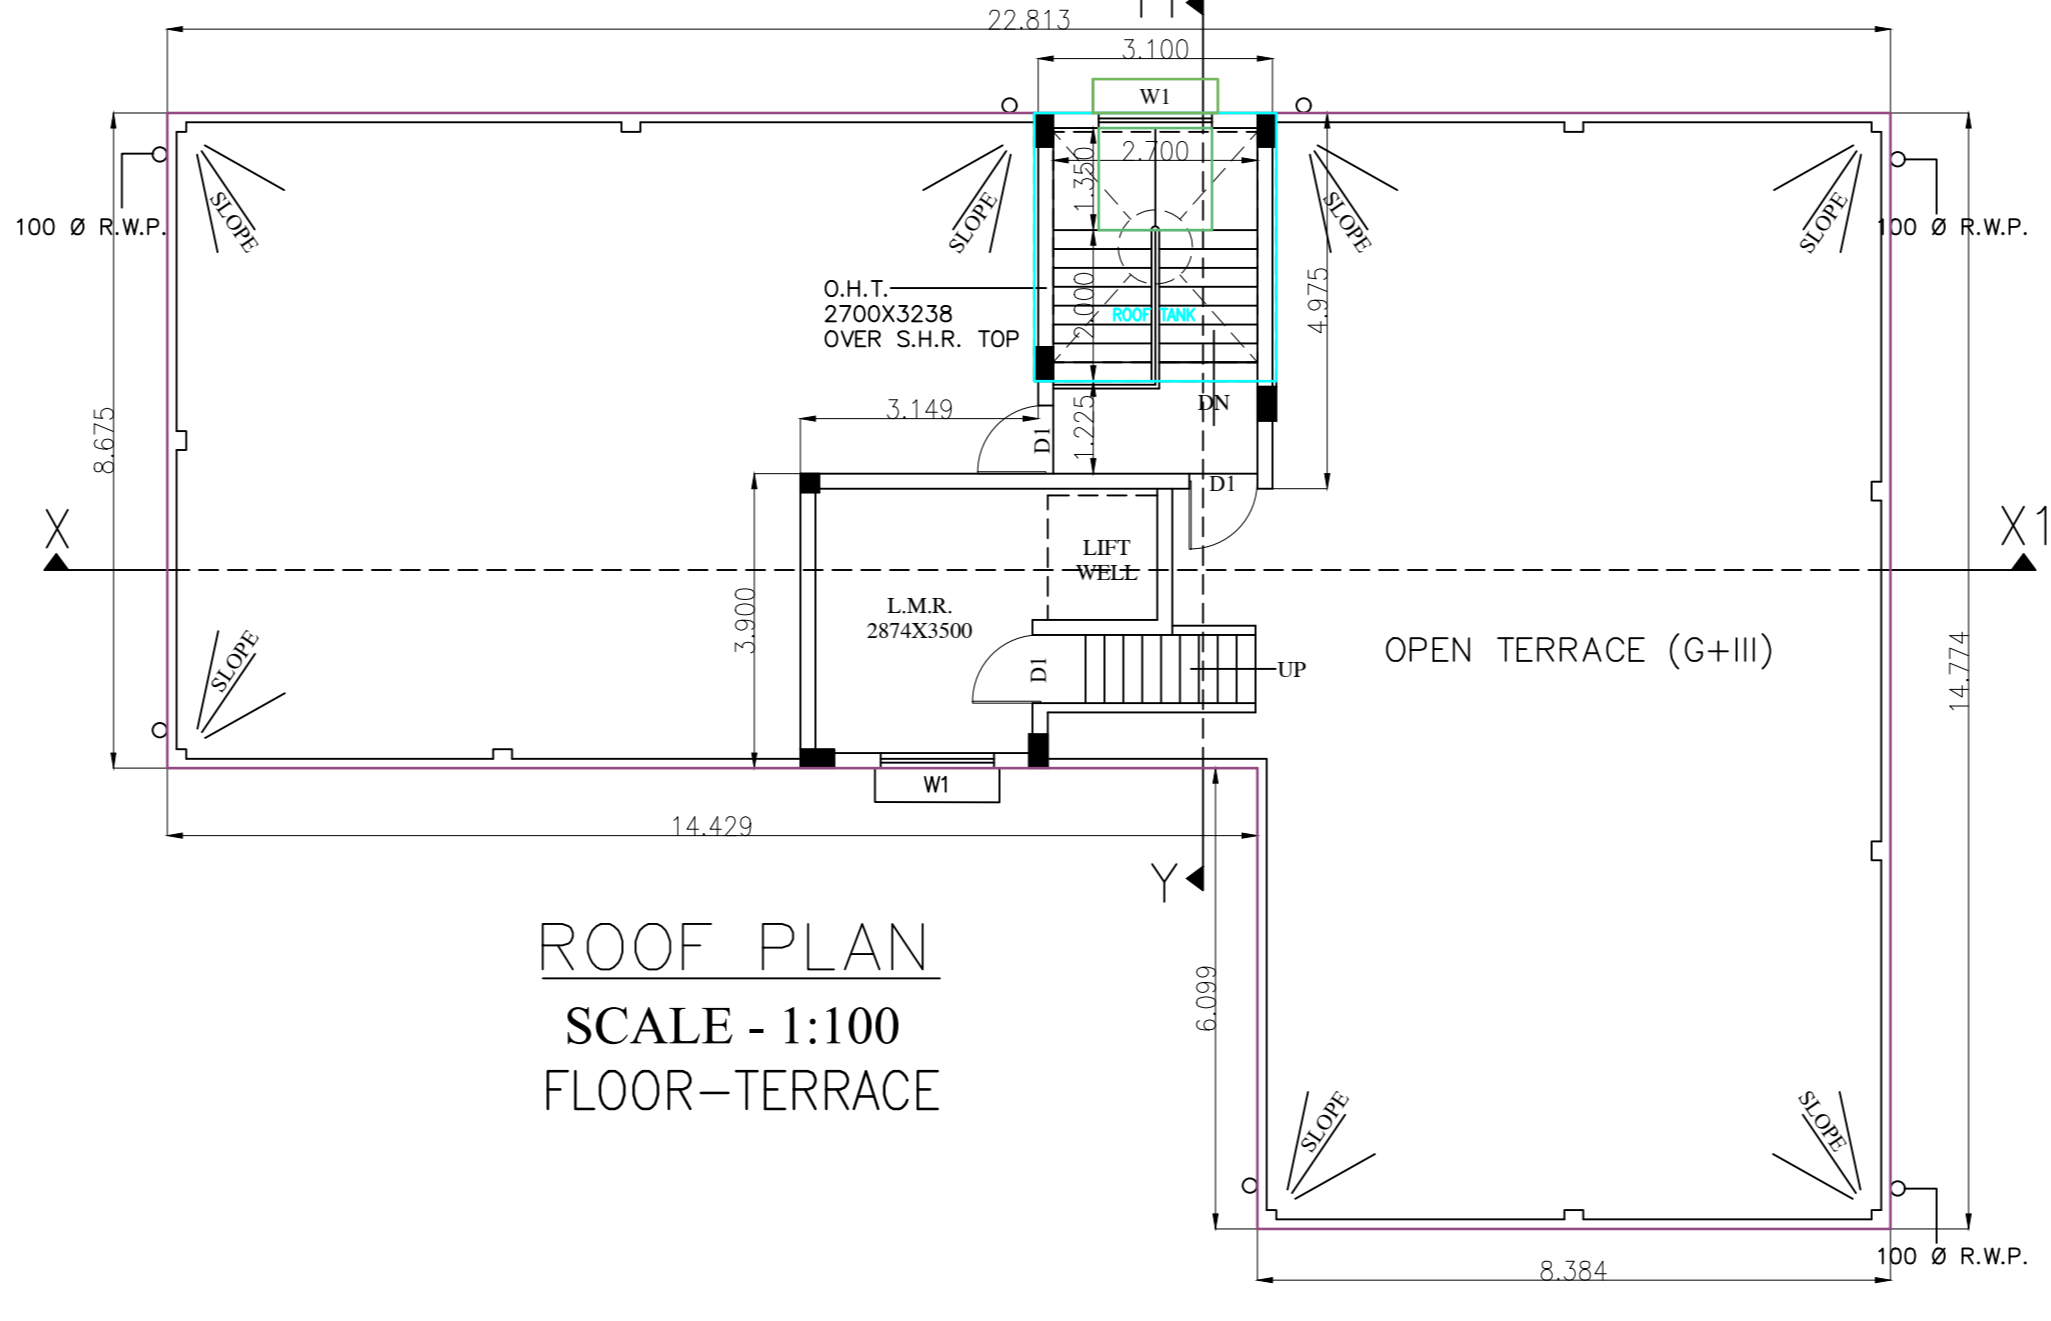 22.813
3.100
W1
2.700
1.350
SLOPE
SLOPE
SLOPE
SLOPE
100 Ø R.W.P.
100 Ø R.W.P.
O.H.T.
2700X3238
OVER S.H.R. TOP
2.000
ROOF TANK
4.975
8.675
3.149
D1
1.225
DN
D1
X
X1
LIFT
WELL
L.M.R.
2874X3500
3.900
SLOPE
D1
UP
OPEN TERRACE (G+III)
14.774
W1
14.429
Y
ROOF PLAN
SCALE - 1:100
FLOOR-TERRACE
6.099
SLOPE
SLOPE
100 Ø R.W.P.
8.384